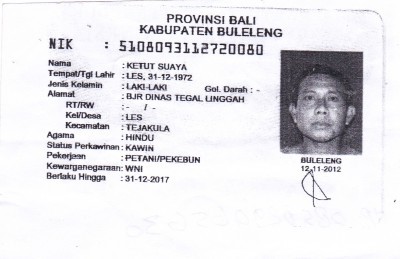 PROVINSI BALI
KABUPATEN BULELENG
NIK : 5108093112720080
Nama : KETUT SUAYA
Tempat/Tgl Lahir : LES, 31-12-1972
Jenis Kelamin : LAKI-LAKI Gol. Darah : -
Alamat : BJR DINAS TEGAL LINGGAH
RT/RW : - / -
Kel/Desa : LES
Kecamatan : TEJAKULA
Agama : HINDU
Status Perkawinan : KAWIN
Pekerjaan : PETANI/PEKEBUN
Kewarganegaraan : WNI
Berlaku Hingga : 31-12-2017
BULELENG
12-11-2012